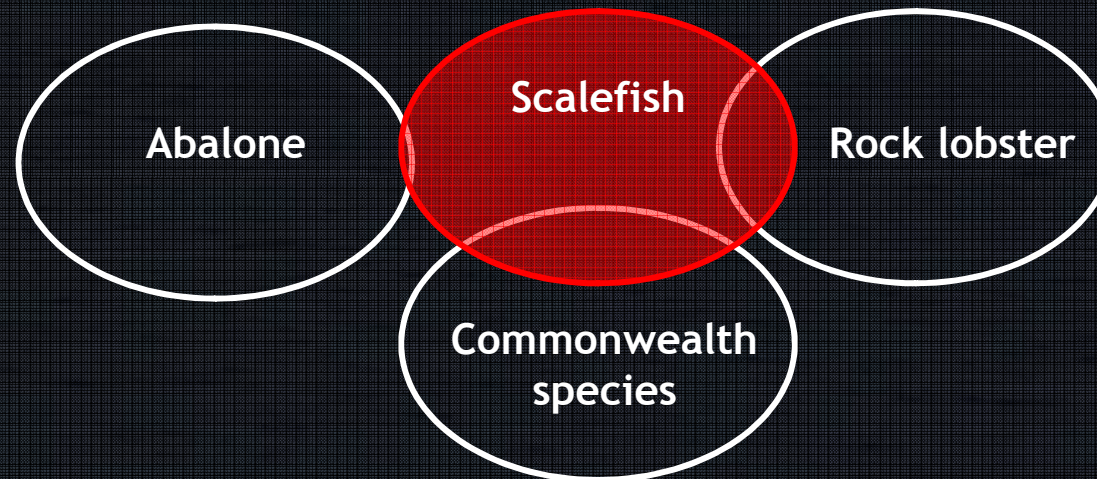 Scalefish
Abalone
Rock lobster
Commonwealth
species